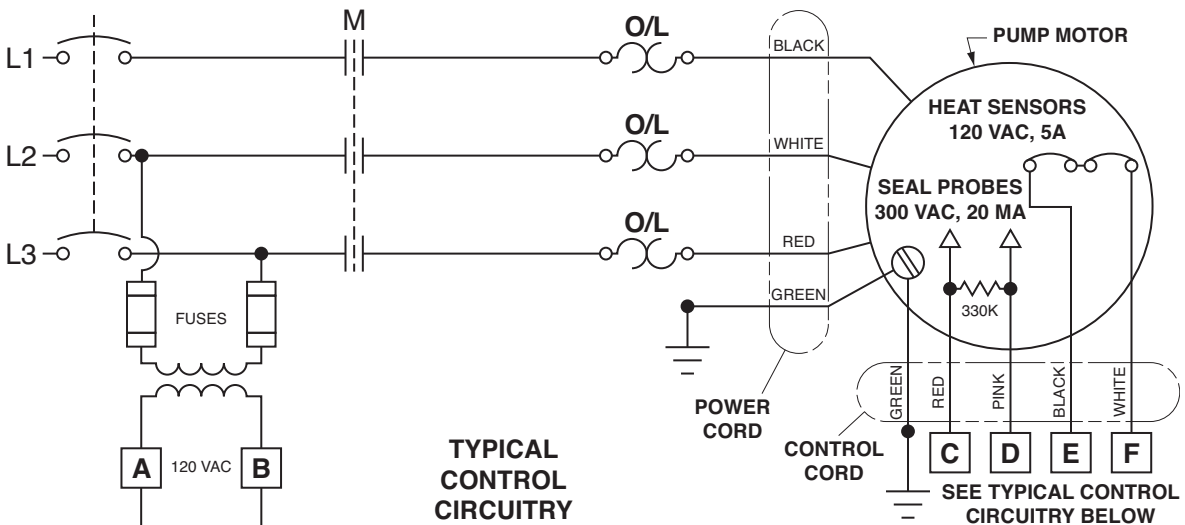 M
O/L
BLACK
PUMP MOTOR
L1
HEAT SENSORS
120 VAC, 5A
O/L
WHITE
L2
SEAL PROBES
300 VAC, 20 MA
O/L
RED
L3
GREEN
330K
FUSES
GREEN
RED
PINK
BLACK
WHITE
POWER
CORD
CONTROL
CORD
A
120 VAC
B
TYPICAL
CONTROL
CIRCUITRY
C
D
E
F
SEE TYPICAL CONTROL
CIRCUITRY BELOW